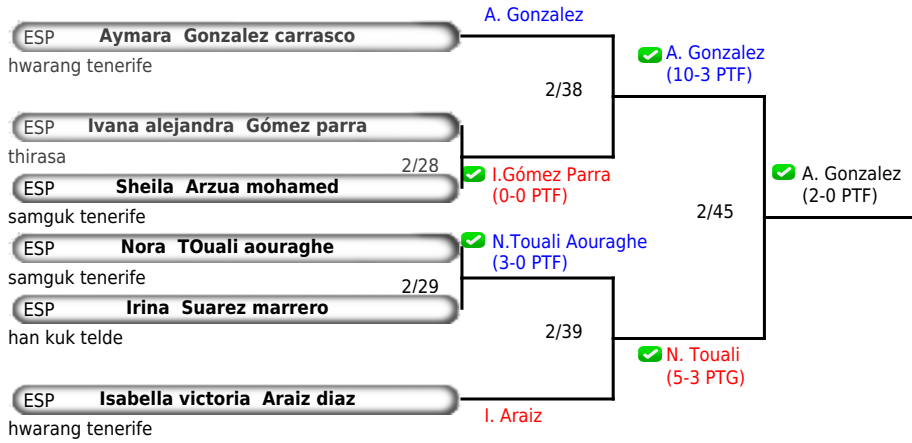 A. Gonzalez
ESP Aymara Gonzalez carrasco
hwarang tenerife
A. Gonzalez
(10-3 PTF)
2/38
ESP Ivana alejandra Gómez parra
thirasa
2/28
I.Gómez Parra
(0-0 PTF)
ESP Sheila Arzua mohamed
samguk tenerife
A. Gonzalez
(2-0 PTF)
2/45
ESP Nora TOuali aouraghe
samguk tenerife
N.Touali Aouraghe
(3-0 PTF)
2/29
ESP Irina Suarez marrero
han kuk telde
2/39
N. Touali
(5-3 PTG)
ESP Isabella victoria Araiz diaz
hwarang tenerife
I. Araiz